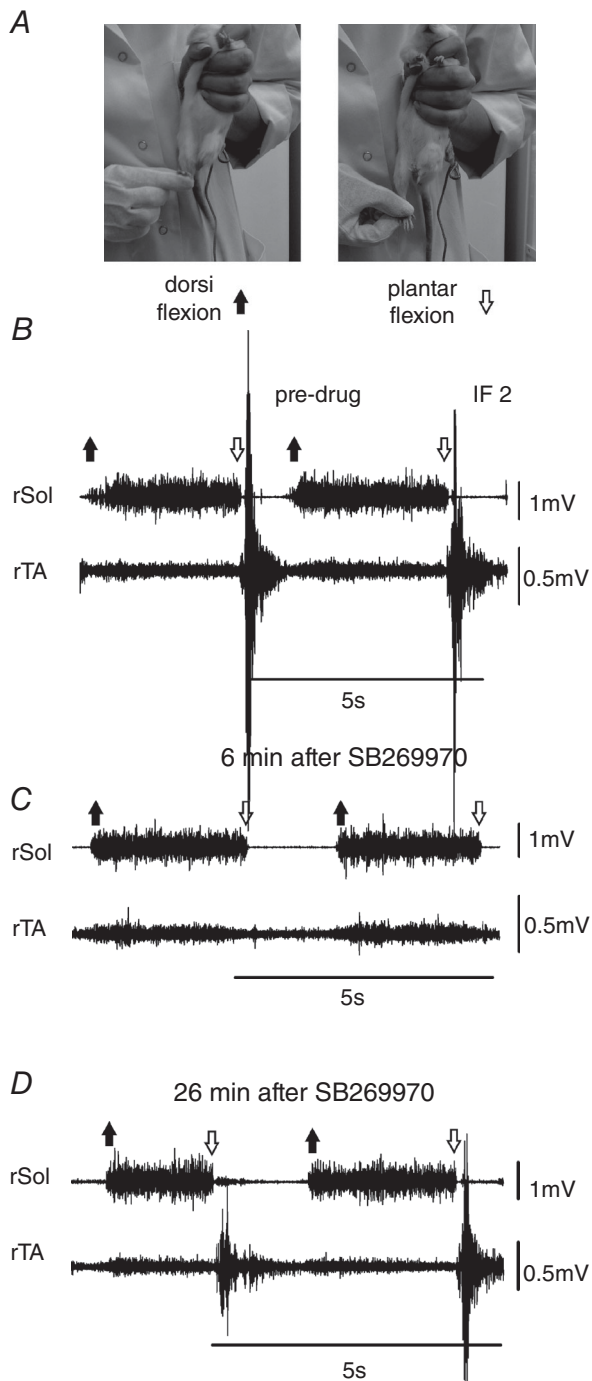 A
dorsi
flexion
plantar
flexion
B
pre-drug
IF 2
rSol
1mV
rTA
0.5mV
5s
6 min after SB269970
C
rSol
1mV
rTA
0.5mV
5s
D
26 min after SB269970
rSol
1mV
rTA
0.5mV
5s